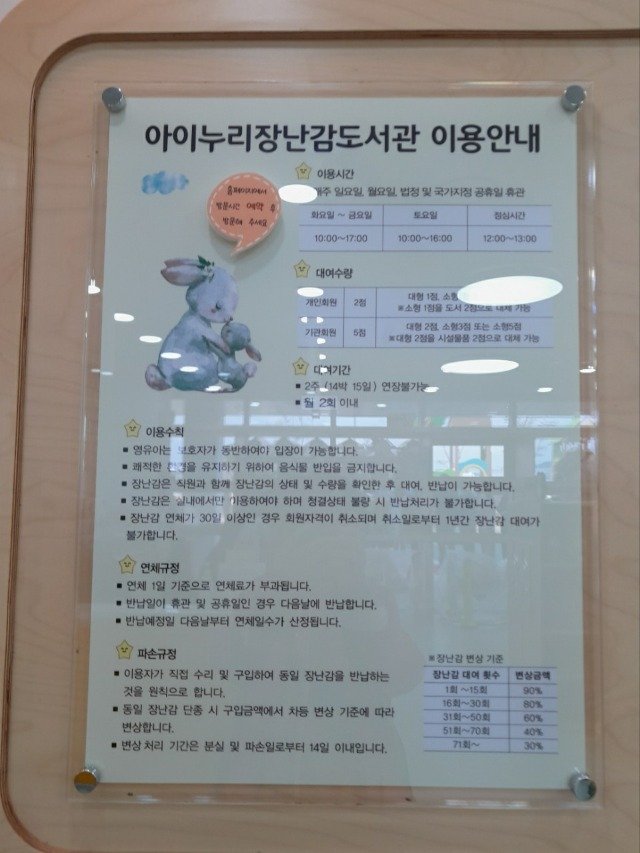 아이누리장난감도서관 이용안내
홈페이지에서
방문시간 예약 후
방문해 주세요
이용시간
매주 일요일, 월요일, 법정 및 국가지정 공휴일 휴관
화요일 ~ 금요일 토요일 점심시간
10:00~17:00 10:00~16:00 12:00~13:00
대여수량
개인회원 2점 대형 1점, 소형
※소형 1점을 도서 2점으로 대체 가능
기관회원 5점 대형 2점, 소형3점 또는 소형5점
※대형 2점을 시설물품 2점으로 대체 가능
대여기간
■ 2주 (14박 15일) 연장불가능
■ 월 2회 이내
이용수칙
■ 영유아는 보호자가 동반하여야 입장이 가능합니다.
■ 쾌적한 환경을 유지하기 위하여 음식물 반입을 금지합니다.
■ 장난감은 직원과 함께 장난감의 상태 및 수량을 확인한 후 대여, 반납이 가능합니다.
■ 장난감은 실내에서만 이용하여야 하며 청결상태 불량 시 반납처리가 불가합니다.
■ 장난감 연체가 30일 이상인 경우 회원자격이 취소되며 취소일로부터 1년간 장난감 대여가
불가합니다.
연체규정
■ 연체 1일 기준으로 연체료가 부과됩니다.
■ 반납일이 휴관 및 공휴일인 경우 다음날에 반납합니다.
■ 반납예정일 다음날부터 연체일수가 산정됩니다.
파손규정
■ 이용자가 직접 수리 및 구입하여 동일 장난감을 반납하는
것을 원칙으로 합니다.
■ 동일 장난감 단종 시 구입금액에서 차등 변상 기준에 따라
변상합니다.
■ 변상 처리 기간은 분실 및 파손일로부터 14일 이내입니다.
※장난감 변상 기준
장난감 대여 횟수 변상금액
1회 ~15회 90%
16회~30회 80%
31회~50회 60%
51회~70회 40%
71회~ 30%